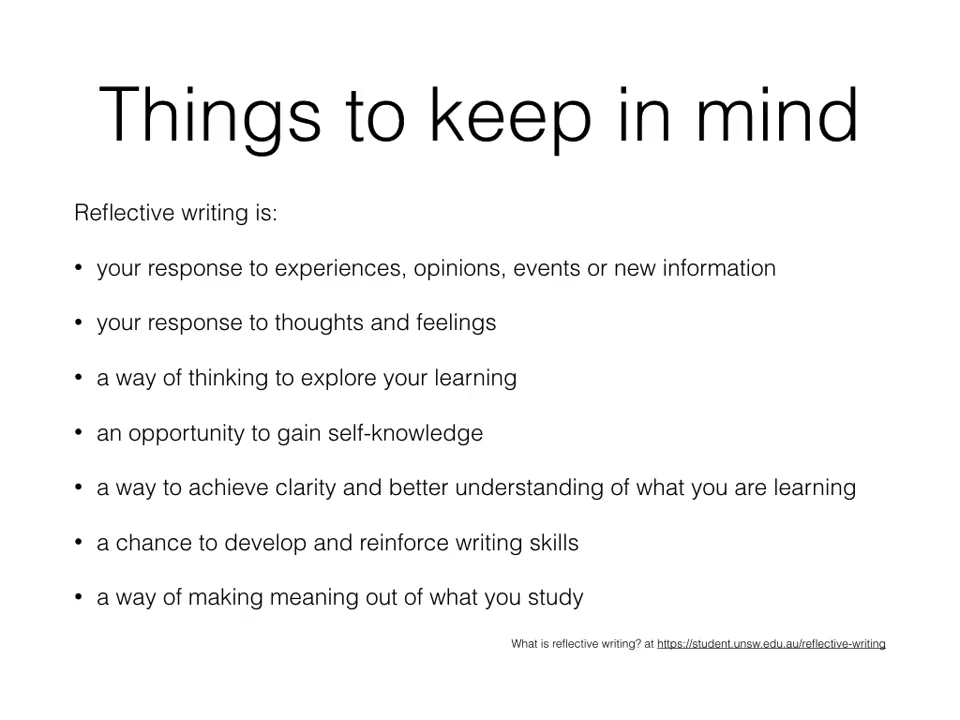 Things to keep in mind
Reflective writing is:
• your response to experiences, opinions, events or new information
• your response to thoughts and feelings
• a way of thinking to explore your learning
• an opportunity to gain self-knowledge
• a way to achieve clarity and better understanding of what you are learning
• a chance to develop and reinforce writing skills
• a way of making meaning out of what you study
What is reflective writing? at https://student.unsw.edu.au/reflective-writing